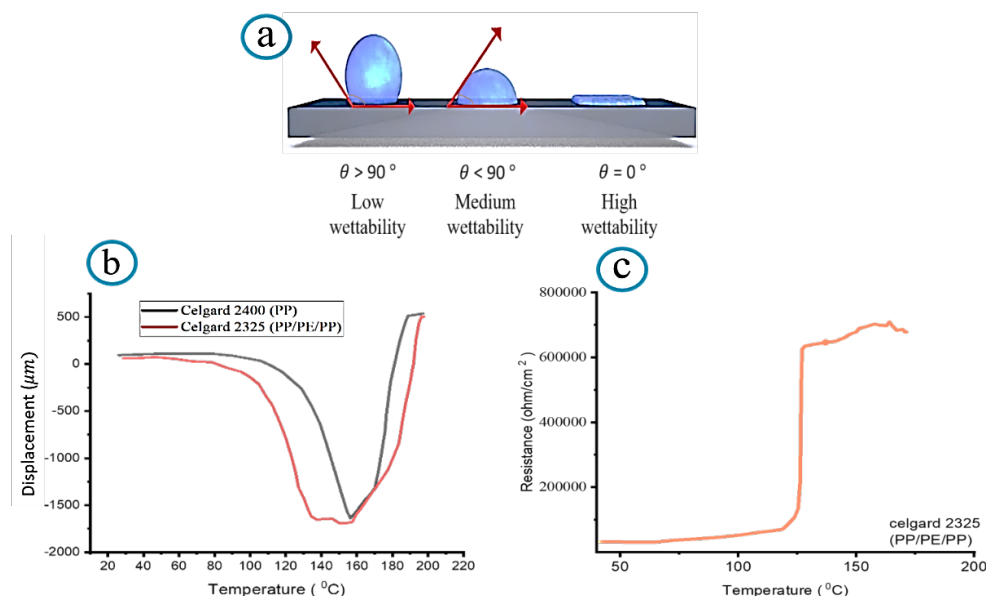 a
θ > 90 °
Low
wettability
θ < 90 °
Medium
wettability
θ = 0 °
High
wettability
b
Celgard 2400 (PP)
Celgard 2325 (PP/PE/PP)
Displacement (μm)
500
0
-500
-1000
-1500
-2000
20 40 60 80 100 120 140 160 180 200 220
Temperature ( ⁰C)
c
Resistance (ohm/cm ²)
800000
600000
400000
200000
50 100 150 200
celgard 2325
(PP/PE/PP)
Temperature ( ⁰C)